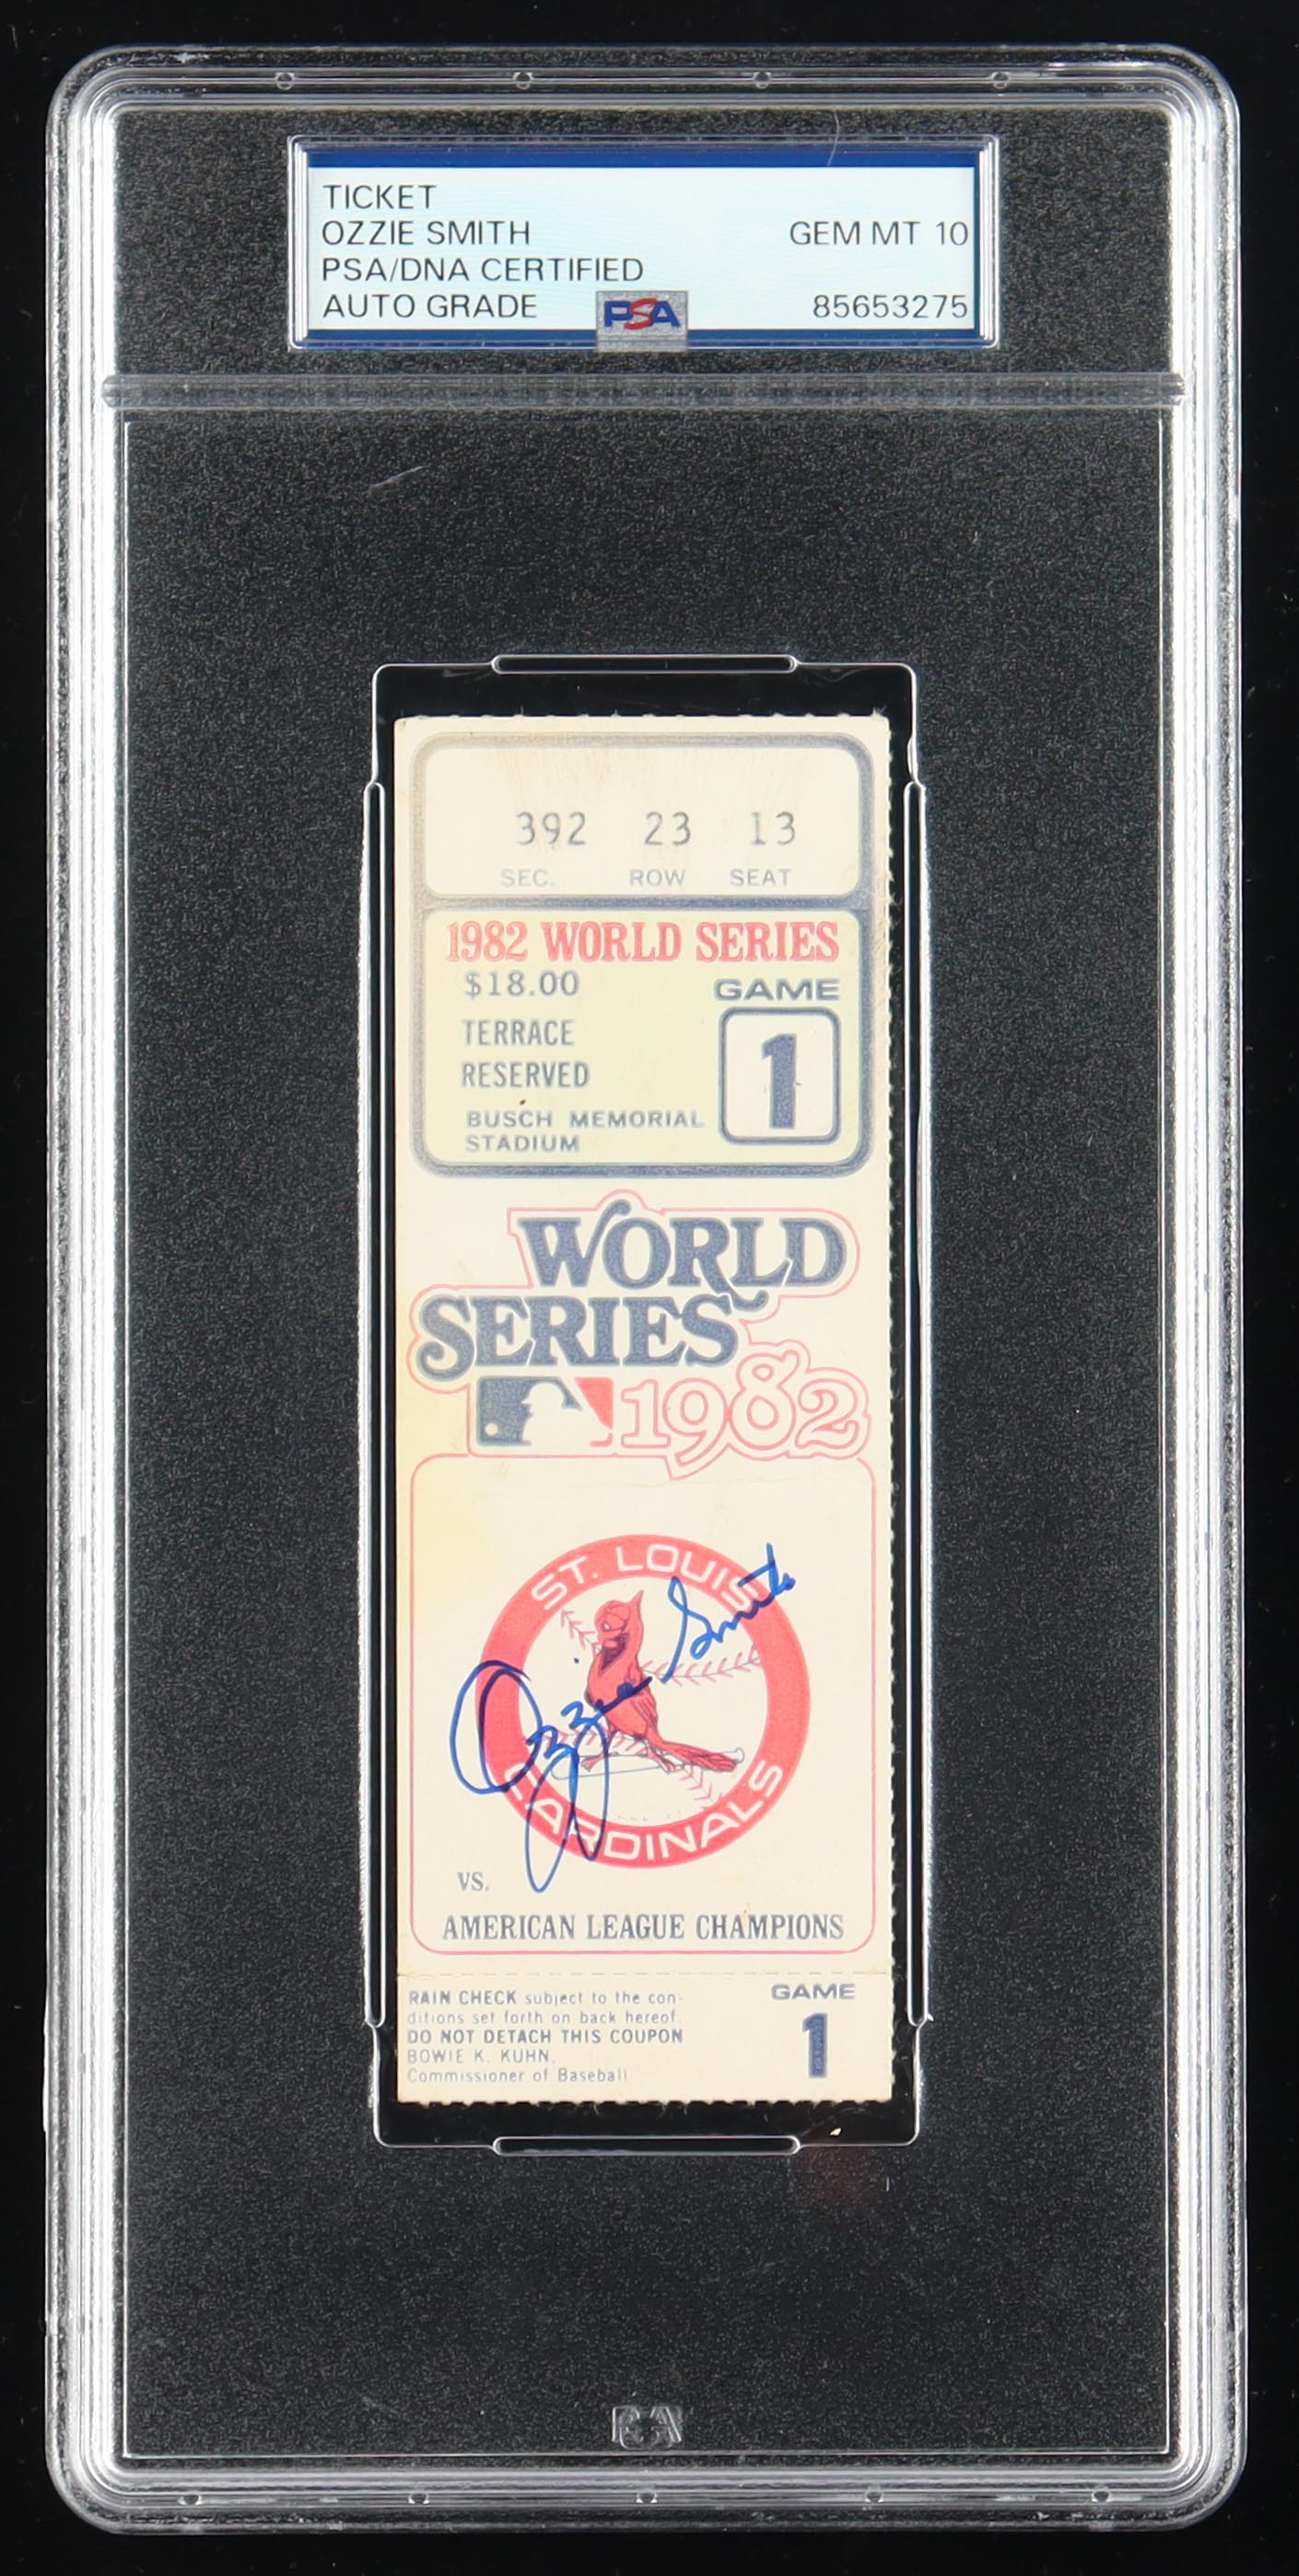 TICKET
OZZIE SMITH GEM MT 10
PSA/DNA CERTIFIED
AUTO GRADE PSA 85653275
392 23 13
SEC. ROW SEAT
1982 WORLD SERIES
$18.00 GAME
TERRACE 1
RESERVED
BUSCH MEMORIAL
STADIUM
WORLD
SERIES
1982
ST. LOUIS
Ozzie Smith
CARDINALS
VS.
AMERICAN LEAGUE CHAMPIONS
RAIN CHECK subject to the con- GAME
ditions set forth on back hereof. 1
DO NOT DETACH THIS COUPON
BOWIE K. KUHN,
Commissioner of Baseball
PSA